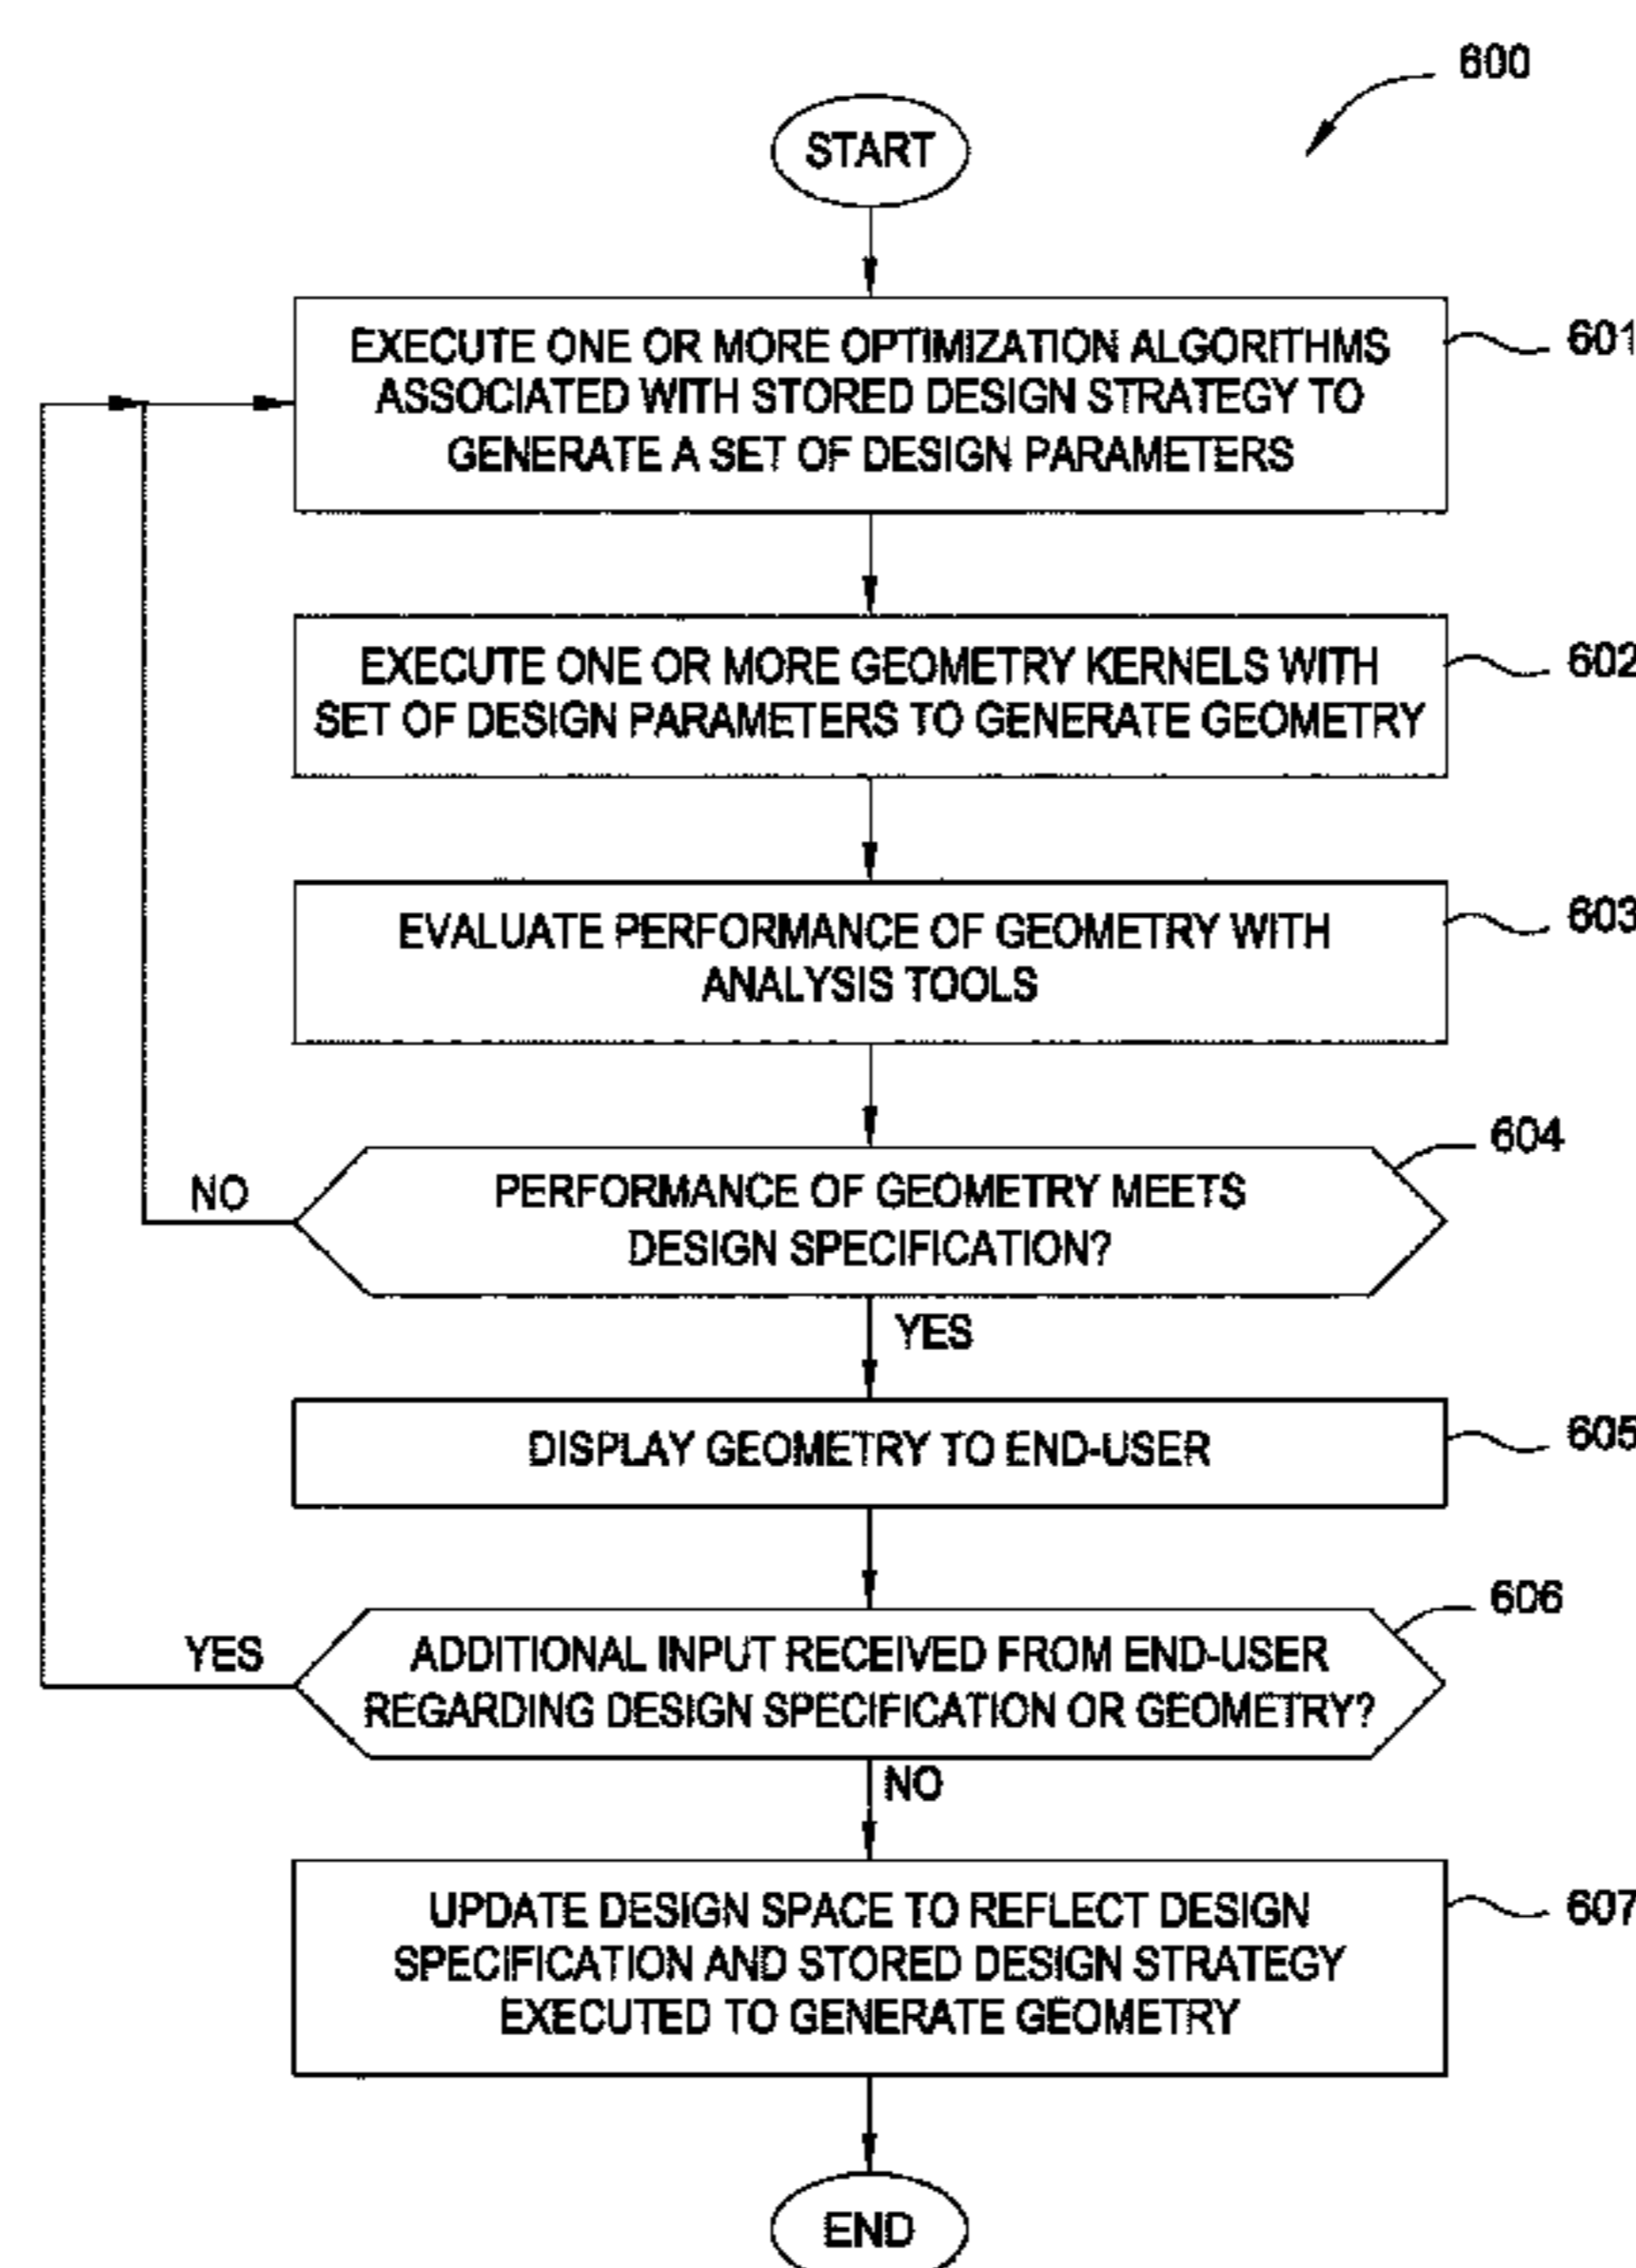 600
START
EXECUTE ONE OR MORE OPTIMIZATION ALGORITHMS
ASSOCIATED WITH STORED DESIGN STRATEGY TO
GENERATE A SET OF DESIGN PARAMETERS
601
EXECUTE ONE OR MORE GEOMETRY KERNELS WITH
SET OF DESIGN PARAMETERS TO GENERATE GEOMETRY
602
EVALUATE PERFORMANCE OF GEOMETRY WITH
ANALYSIS TOOLS
603
PERFORMANCE OF GEOMETRY MEETS
DESIGN SPECIFICATION?
604
NO
YES
DISPLAY GEOMETRY TO END-USER
605
ADDITIONAL INPUT RECEIVED FROM END-USER
REGARDING DESIGN SPECIFICATION OR GEOMETRY?
606
YES
NO
UPDATE DESIGN SPACE TO REFLECT DESIGN
SPECIFICATION AND STORED DESIGN STRATEGY
EXECUTED TO GENERATE GEOMETRY
607
END